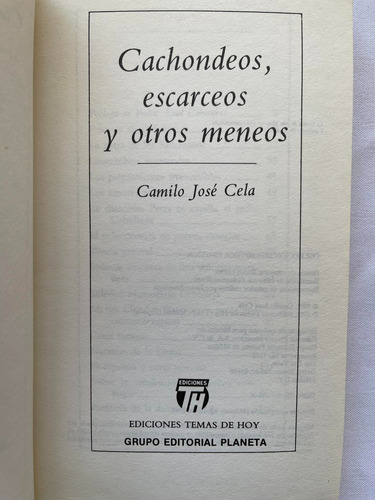 Cachondeos,
escarceos
y otros meneos
Camilo José Cela
EDICIONES
TH
EDICIONES TEMAS DE HOY
GRUPO EDITORIAL PLANETA